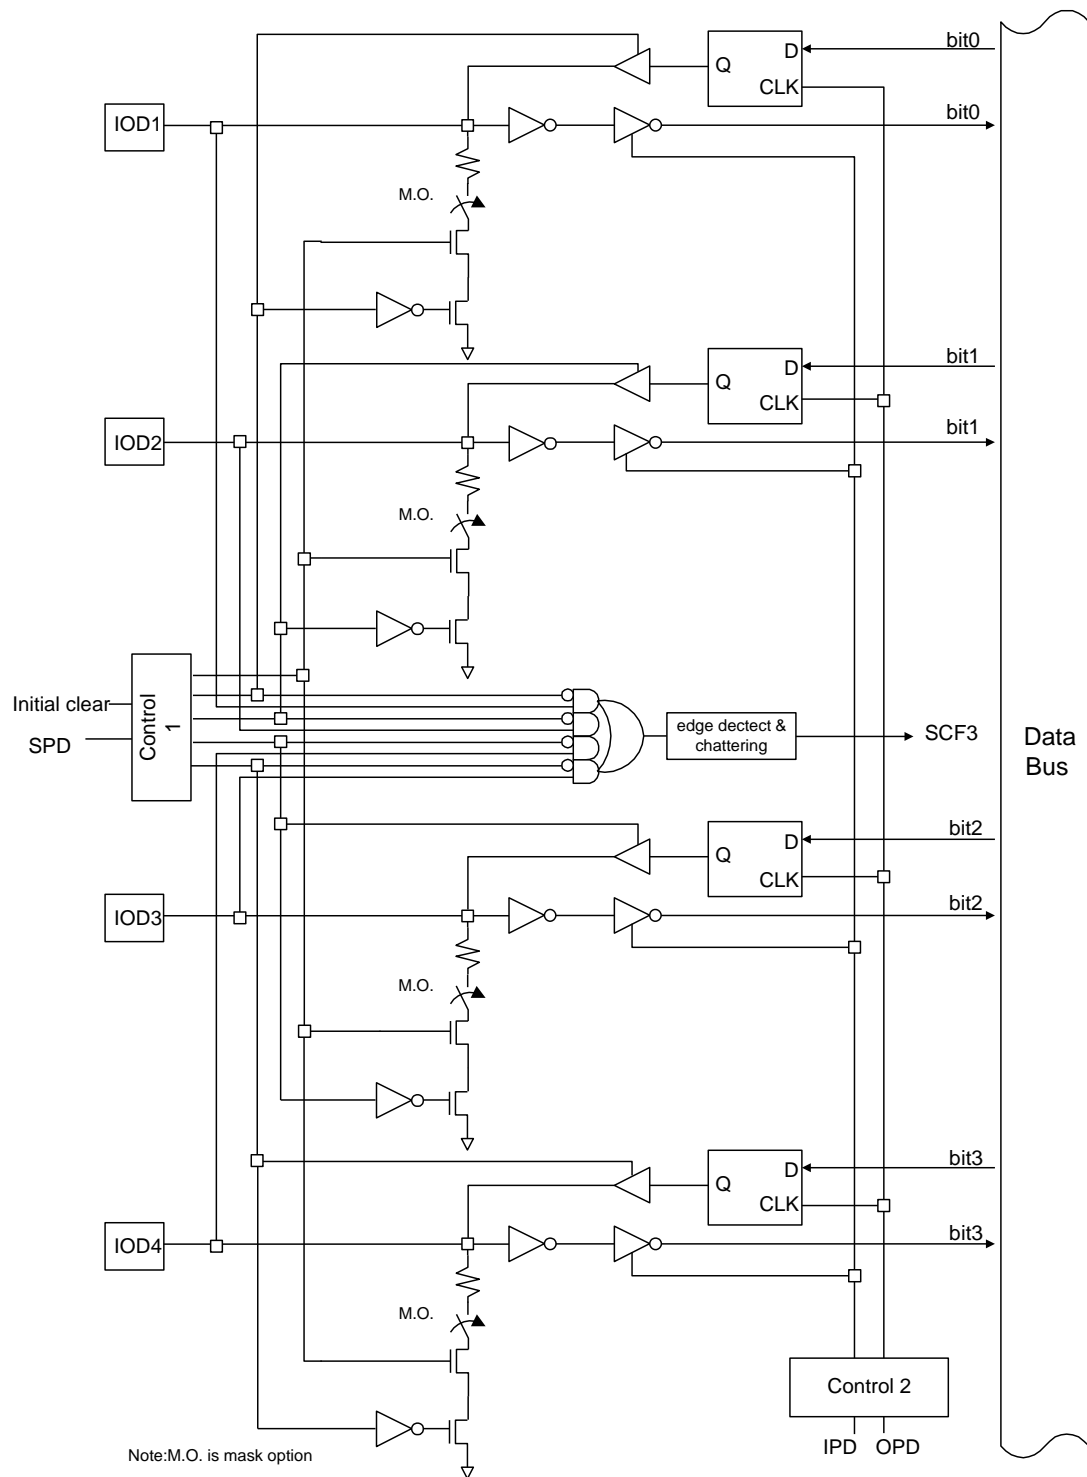 bit0
Q
D
CLK
IOD1
bit0
M.O.
bit1
Q
D
CLK
IOD2
bit1
M.O.
Initial clear
SPD
Control
1
edge dectect &
chattering
SCF3
Data
Bus
bit2
Q
D
CLK
IOD3
bit2
M.O.
bit3
Q
D
CLK
IOD4
bit3
M.O.
Control 2
IPD
OPD
Note:M.O. is mask option